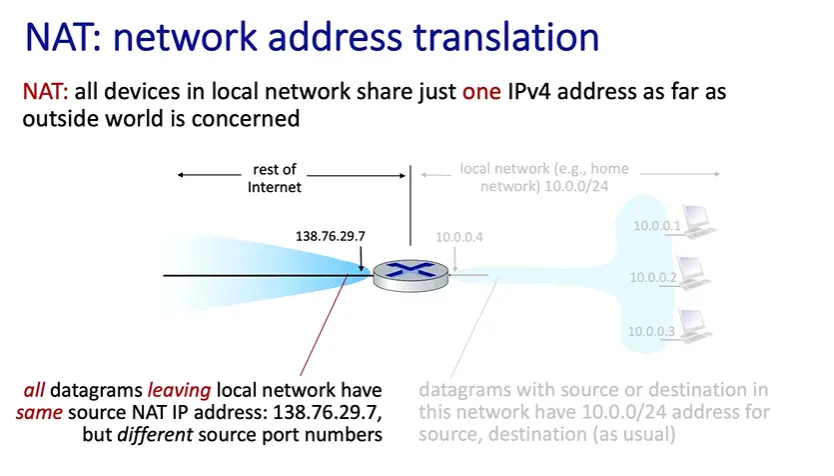 NAT: network address translation
NAT: all devices in local network share just one IPv4 address as far as
outside world is concerned
rest of
Internet
local network (e.g., home
network) 10.0.0/24
138.76.29.7
10.0.0.4
10.0.0.1
10.0.0.2
10.0.0.3
all datagrams leaving local network have
same source NAT IP address: 138.76.29.7,
but different source port numbers
datagrams with source or destination in
this network have 10.0.0/24 address for
source, destination (as usual)